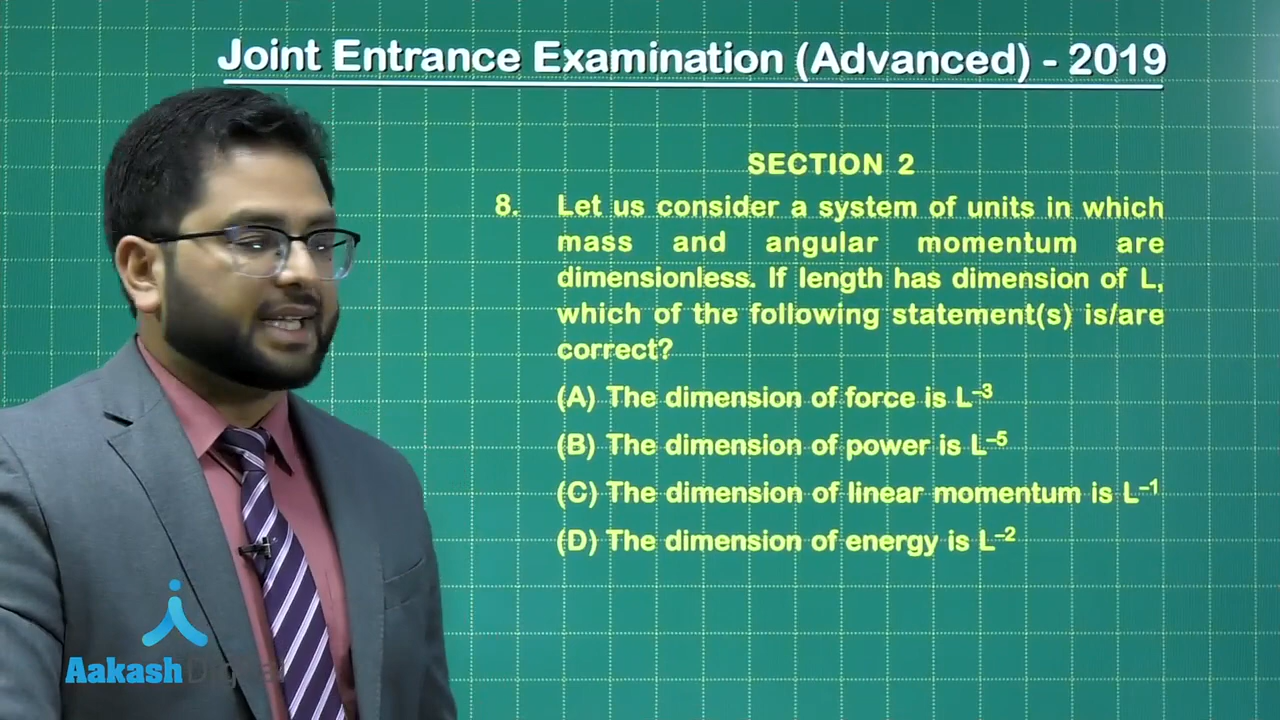 Joint Entrance Examination (Advanced) - 2019
SECTION 2
8. Let us consider a system of units in which
mass and angular momentum are
dimensionless. If length has dimension of L,
which of the following statement(s) is/are
correct?
(A) The dimension of force is L⁻³
(B) The dimension of power is L⁻⁵
(C) The dimension of linear momentum is L⁻¹
(D) The dimension of energy is L⁻²
Aakash Digital